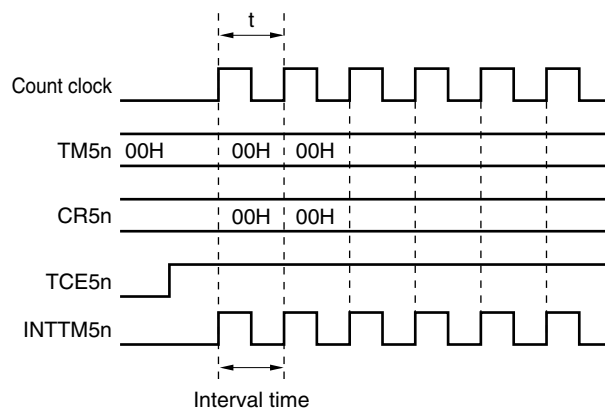 t
Count clock
TM5n 00H 00H 00H
CR5n 00H 00H
TCE5n
INTTM5n
Interval time